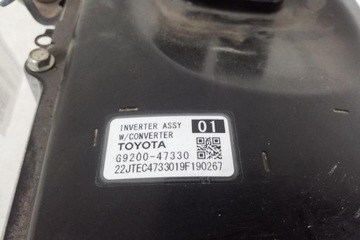 INVERTER ASSY 01
W/CONVERTER
TOYOTA
G9200-47330
22JTEC4733019F190267